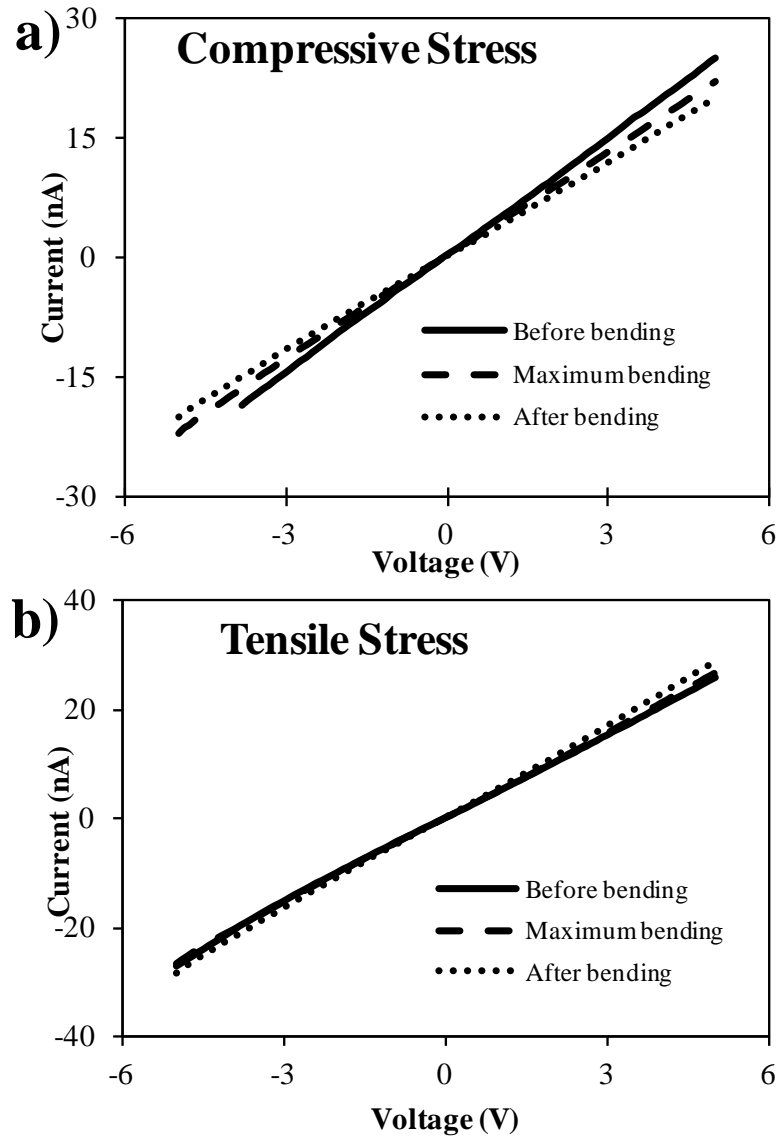 a)
Compressive Stress
30
15
0
-15
-30
Current (nA)
Before bending
Maximum bending
After bending
-6 -3 0 3 6
Voltage (V)
b)
Tensile Stress
40
20
0
-20
-40
Current (nA)
Before bending
Maximum bending
After bending
-6 -3 0 3 6
Voltage (V)